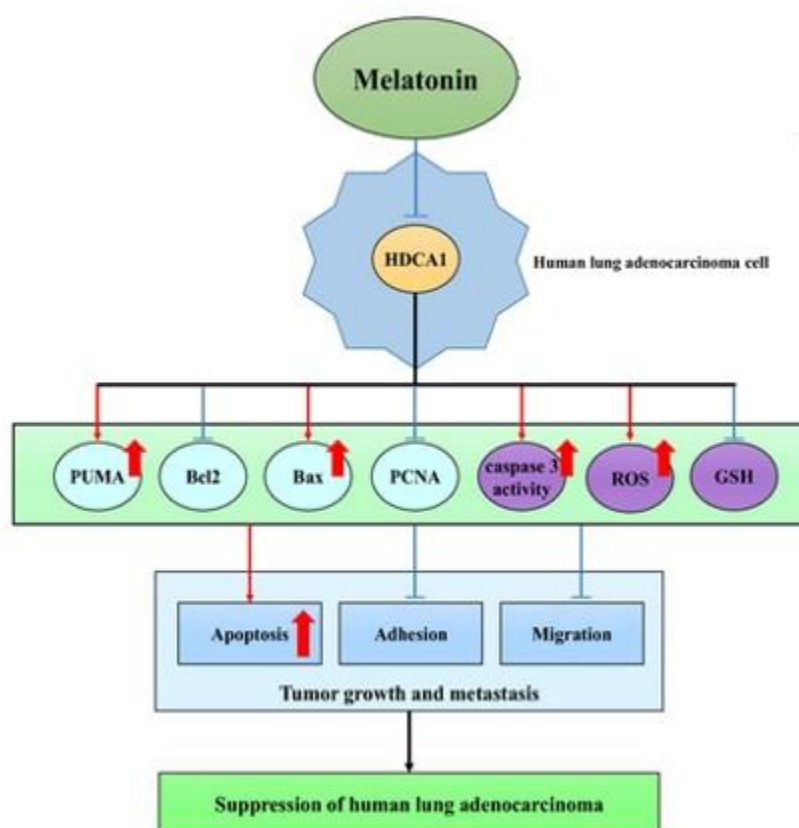 Melatonin
HDCA1
Human lung adenocarcinoma cell
PUMA
Bcl2
Bax
PCNA
caspase 3
activity
ROS
GSH
Apoptosis
Adhesion
Migration
Tumor growth and metastasis
Suppression of human lung adenocarcinoma